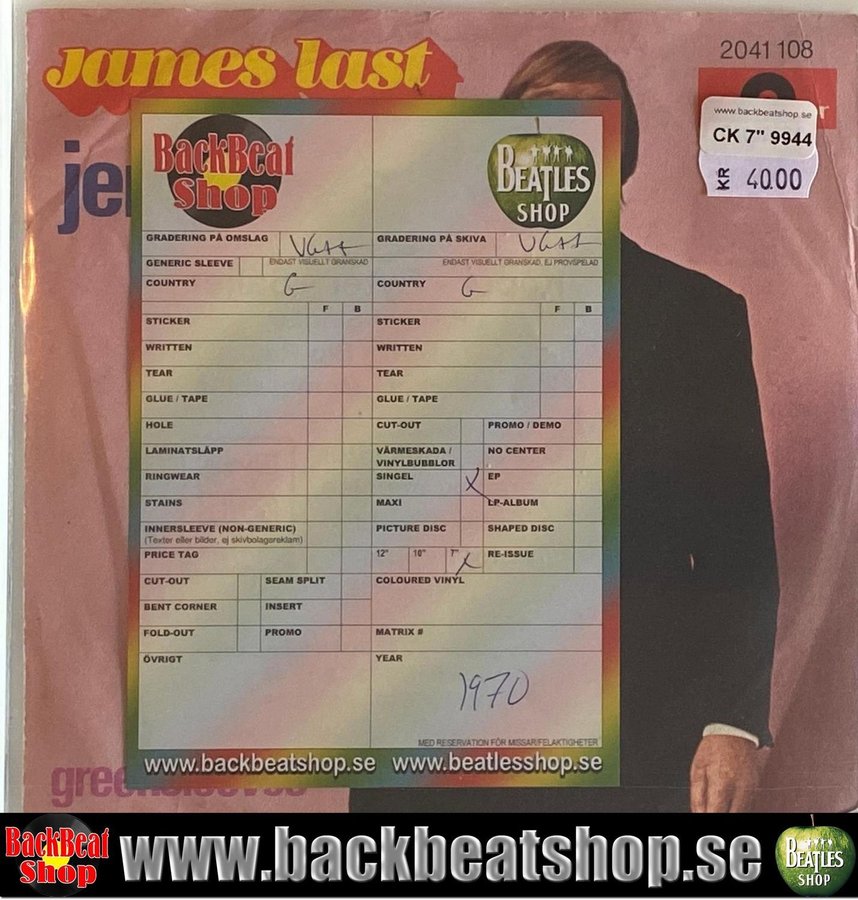 james last
2041 108
www.backbeatshop.se
CK 7" 9944
KR 40.00
BackBeat Shop
BEATLES SHOP
GRADERING PÅ OMSLAG
GRADERING PÅ SKIVA
GENERIC SLEEVE
ENDAST VISUELLT GRANSKAD
ENDAST VISUELLT GRANSKAD, EJ PROVSPELAD
COUNTRY G
COUNTRY G
F B
F B
STICKER
STICKER
WRITTEN
WRITTEN
TEAR
TEAR
GLUE / TAPE
GLUE / TAPE
HOLE
CUT-OUT
PROMO / DEMO
LAMINATSLÄPP
VÄRMESKADA / VINYLBUBBLOR
NO CENTER
RINGWEAR
SINGEL X
EP
STAINS
MAXI
LP-ALBUM
INNERSLEEVE (NON-GENERIC)
(Texter eller bilder, ej skivbolagsreklam)
PICTURE DISC
SHAPED DISC
PRICE TAG
12" 10" 7" X
RE-ISSUE
CUT-OUT
SEAM SPLIT
COLOURED VINYL
BENT CORNER
INSERT
FOLD-OUT
PROMO
MATRIX #
ÖVRIGT
YEAR
1970
MED RESERVATION FÖR MISSAR/FELAKTIGHETER
www.backbeatshop.se www.beatlesshop.se
BackBeat Shop
www.backbeatshop.se
BEATLES SHOP